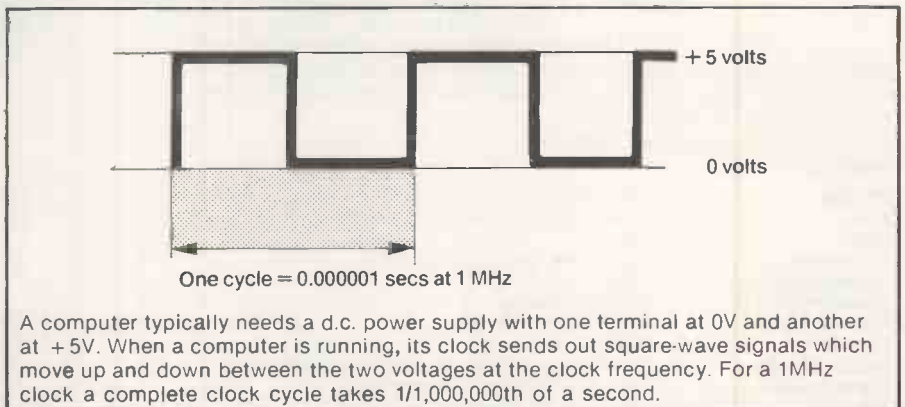 + 5 volts
0 volts
One cycle = 0.000001 secs at 1 MHz
A computer typically needs a d.c. power supply with one terminal at 0V and another
at +5V. When a computer is running, its clock sends out square-wave signals which
move up and down between the two voltages at the clock frequency. For a 1MHz
clock a complete clock cycle takes 1/1,000,000th of a second.